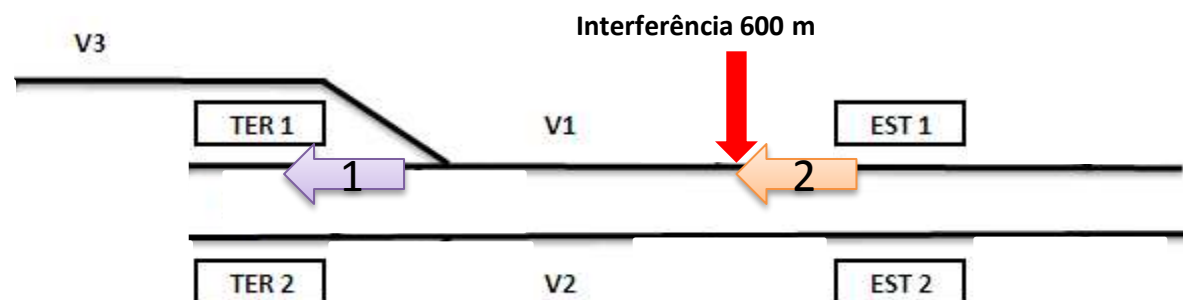 Interferência 600 m
V3
TER 1
V1
EST 1
1
2
TER 2
V2
EST 2